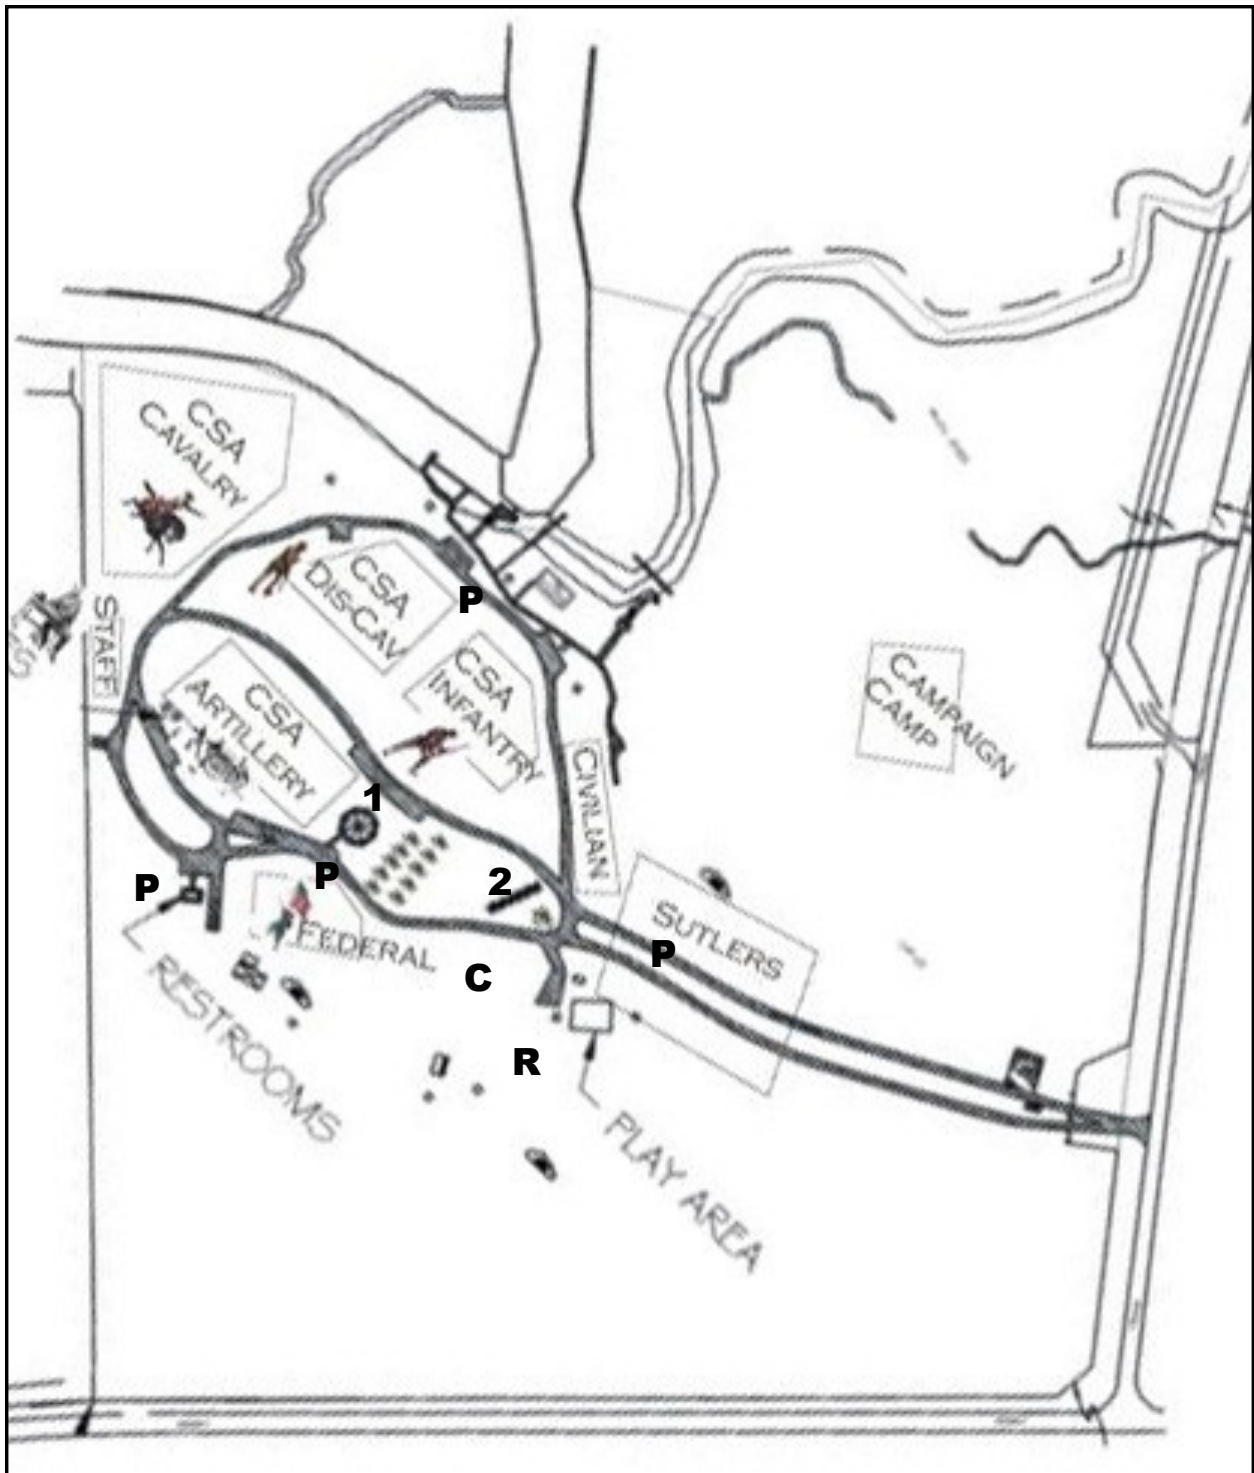 CSA
CAVALRY
CSA
DIS-CAV
P
STAFF
CSA
INFANTRY
CSA
ARTILLERY
CAMPAIGN
CAMP
CIVILIAN
1
P
P
2
SUTLERS
P
FEDERAL
C
RESTROOMS
R
PLAY AREA